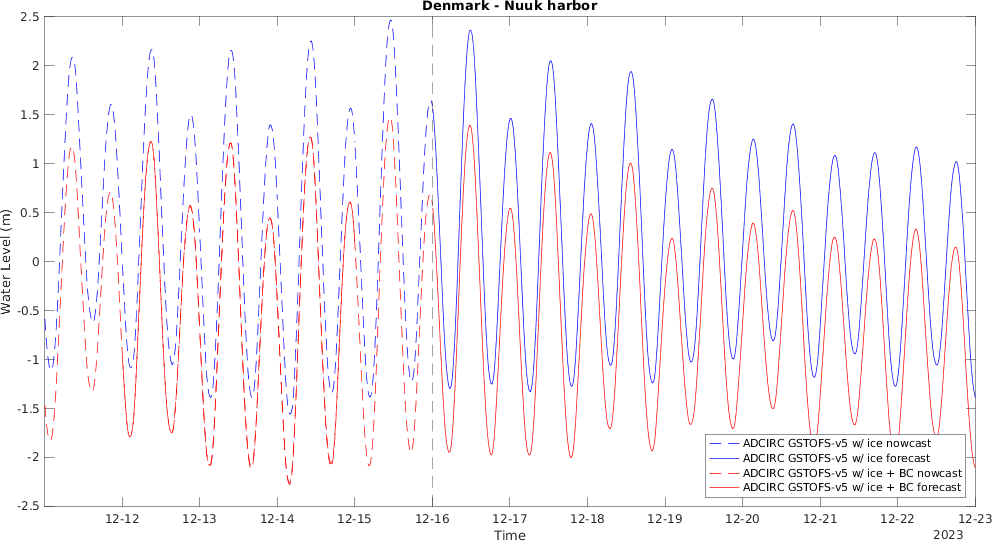 Denmark - Nuuk harbor
2.5
2
1.5
1
0.5
0
-0.5
-1
-1.5
-2
-2.5
Water Level (m)
ADCIRC GSTOFS-v5 w/ ice nowcast
ADCIRC GSTOFS-v5 w/ ice forecast
ADCIRC GSTOFS-v5 w/ ice + BC nowcast
ADCIRC GSTOFS-v5 w/ ice + BC forecast
12-12 12-13 12-14 12-15 12-16 12-17 12-18 12-19 12-20 12-21 12-22 12-23
Time
2023